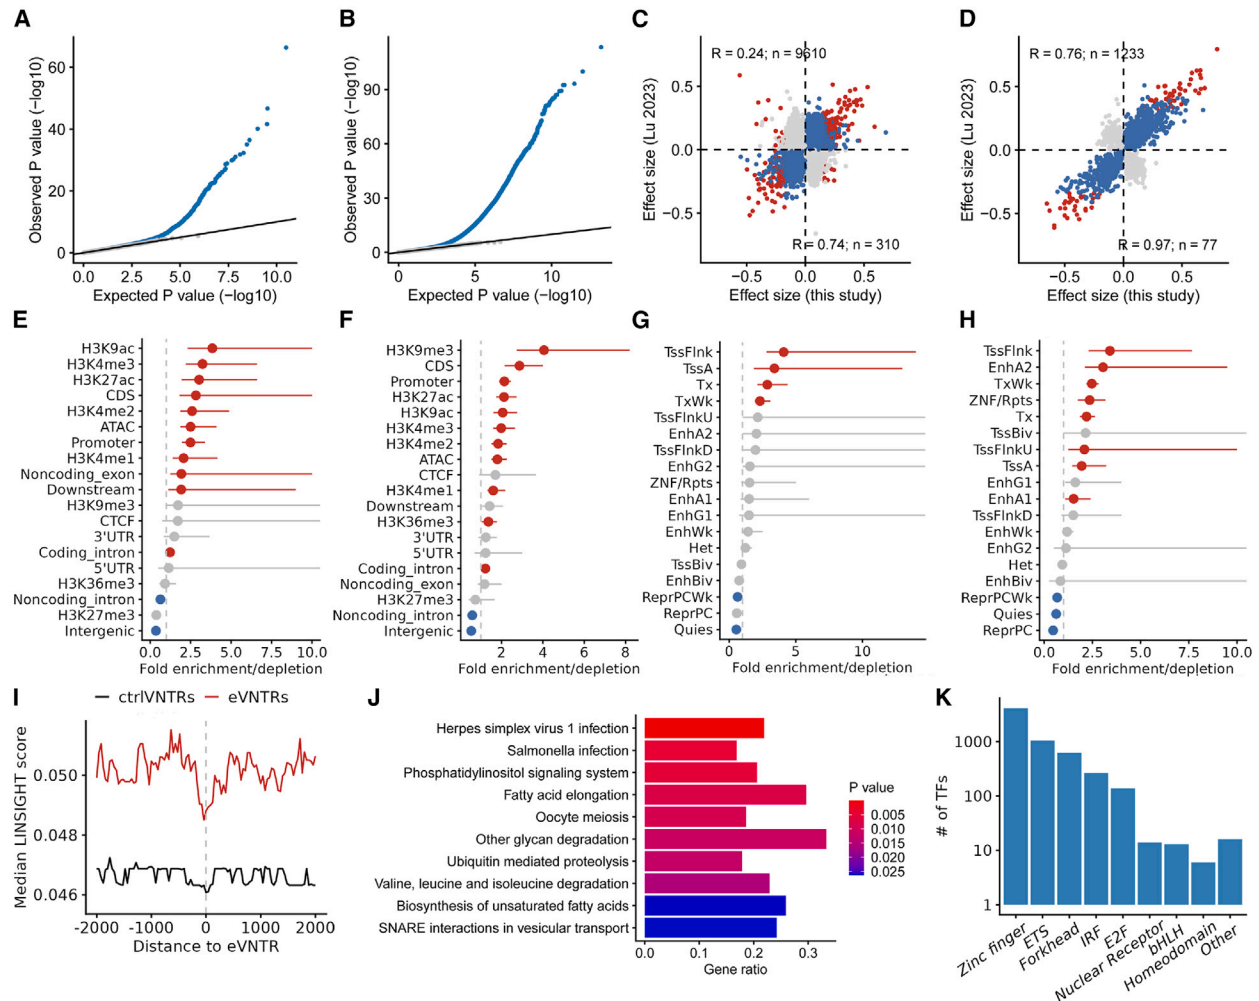 A
Observed P value (−log10)
60
40
20
0
0.0
2.5
5.0
7.5
10.0
Expected P value (−log10)
B
Observed P value (−log10)
90
60
30
0
0
5
10
Expected P value (−log10)
C
R = 0.24; n = 9610
Effect size (Lu 2023)
0.5
0.0
−0.5
R = 0.74; n = 310
−0.5
0.0
0.5
Effect size (this study)
D
R = 0.76; n = 1233
Effect size (Lu 2023)
0.5
0.0
−0.5
R = 0.97; n = 77
−0.5
0.0
0.5
Effect size (this study)
E
H3K9ac
H3K4me3
H3K27ac
CDS
H3K4me2
ATAC
Promoter
H3K4me1
Noncoding_exon
Downstream
H3K9me3
CTCF
3'UTR
Coding_intron
5'UTR
H3K36me3
Noncoding_intron
H3K27me3
Intergenic
0.0
2.5
5.0
7.5
10.0
Fold enrichment/depletion
F
H3K9me3
CDS
Promoter
H3K27ac
H3K9ac
H3K4me3
H3K4me2
ATAC
CTCF
H3K4me1
Downstream
H3K36me3
3'UTR
5'UTR
Coding_intron
Noncoding_exon
H3K27me3
Noncoding_intron
Intergenic
2
4
6
8
Fold enrichment/depletion
G
TssFlnk
TssA
Tx
TxWk
TssFlnkU
EnhA2
TssFlnkD
EnhG2
ZNF/Rpts
EnhA1
EnhG1
EnhWk
Het
TssBiv
EnhBiv
ReprPCWk
ReprPC
Quies
0
5
10
Fold enrichment/depletion
H
TssFlnk
EnhA2
TxWk
ZNF/Rpts
Tx
TssBiv
TssFlnkU
TssA
EnhG1
EnhA1
TssFlnkD
EnhWk
EnhG2
Het
EnhBiv
ReprPCWk
Quies
ReprPC
0.0
2.5
5.0
7.5
10.0
Fold enrichment/depletion
I
ctrlVNTRs
eVNTRs
Median LINSIGHT score
0.050
0.048
0.046
-2000
-1000
0
1000
2000
Distance to eVNTR
J
Herpes simplex virus 1 infection
Salmonella infection
Phosphatidylinositol signaling system
Fatty acid elongation
Oocyte meiosis
Other glycan degradation
Ubiquitin mediated proteolysis
Valine, leucine and isoleucine degradation
Biosynthesis of unsaturated fatty acids
SNARE interactions in vesicular transport
0.0
0.1
0.2
0.3
Gene ratio
P value
0.005
0.010
0.015
0.020
0.025
K
# of TFs
1000
100
10
1
Zinc finger
ETS
Forkhead
IRF
E2F
Nuclear Receptor
bHLH
Homeodomain
Other